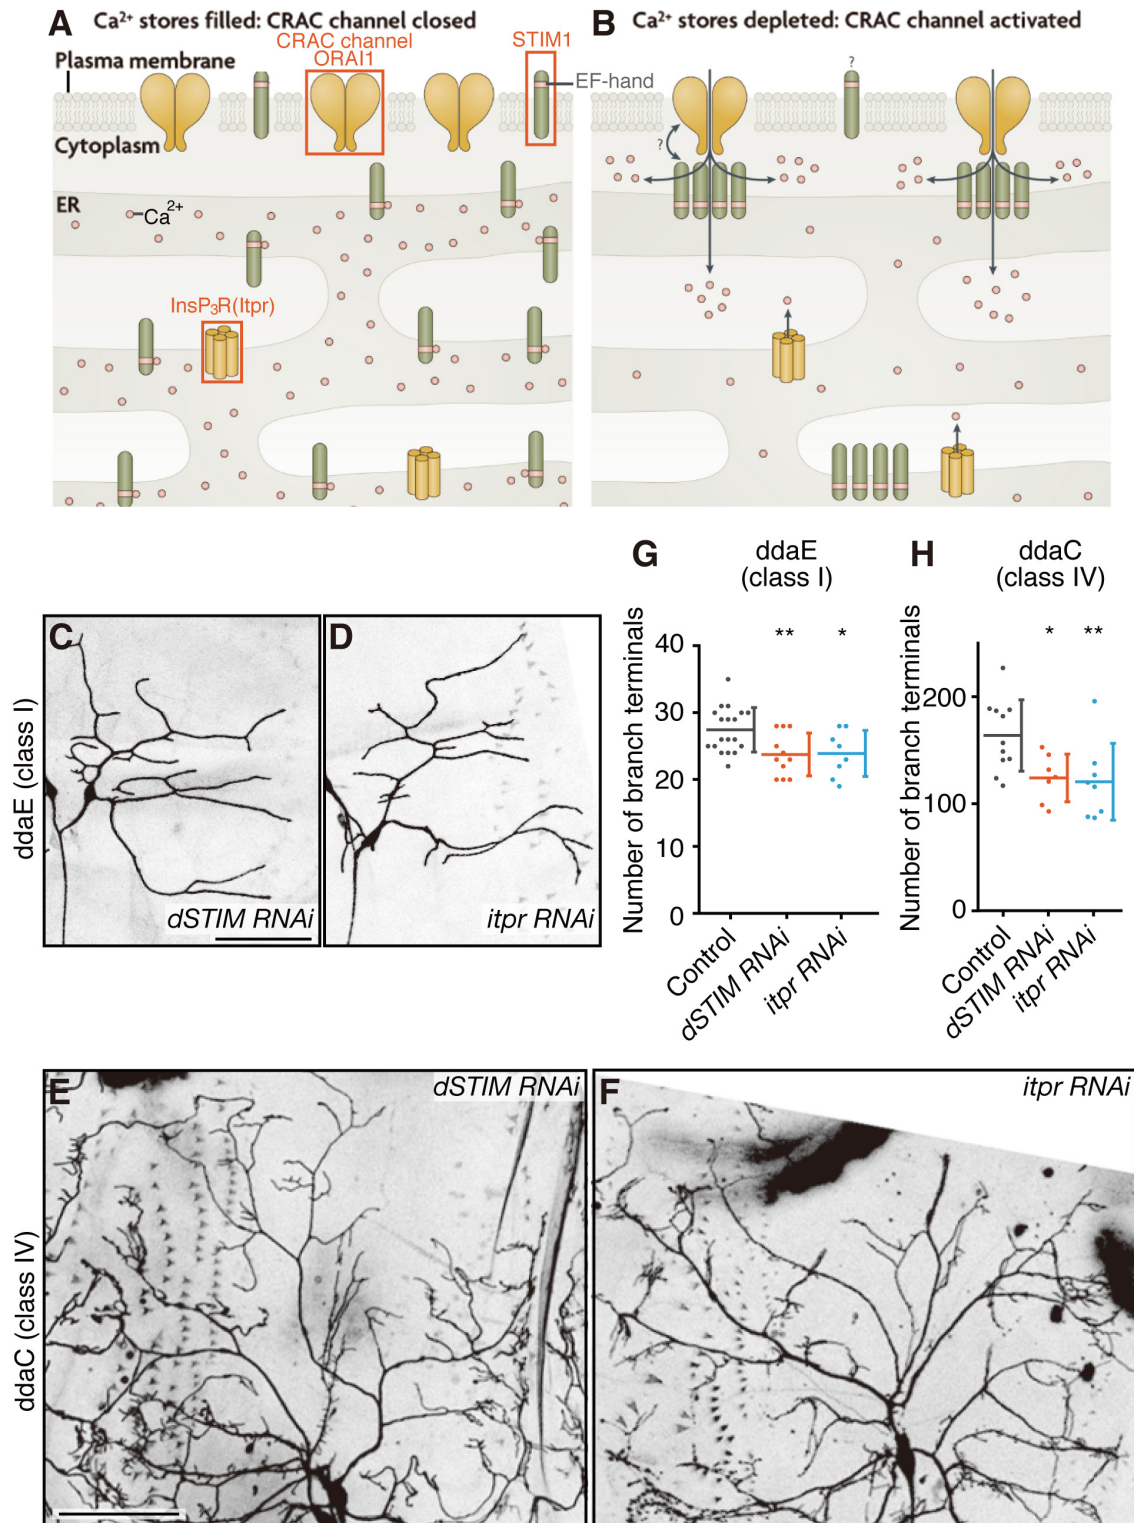 A
Ca²⁺ stores filled: CRAC channel closed
CRAC channel
ORAI1
STIM1
Plasma membrane
EF-hand
Cytoplasm
ER
Ca²⁺
InsP₃R(Itpr)
B
Ca²⁺ stores depleted: CRAC channel activated
?
?
C
dSTIM RNAi
D
itpr RNAi
ddaE (class I)
G
ddaE
(class I)
Number of branch terminals
40
30
20
10
0
**
*
Control
dSTIM RNAi
itpr RNAi
H
ddaC
(class IV)
Number of branch terminals
200
100
0
*
**
Control
dSTIM RNAi
itpr RNAi
E
dSTIM RNAi
F
itpr RNAi
ddaC (class IV)